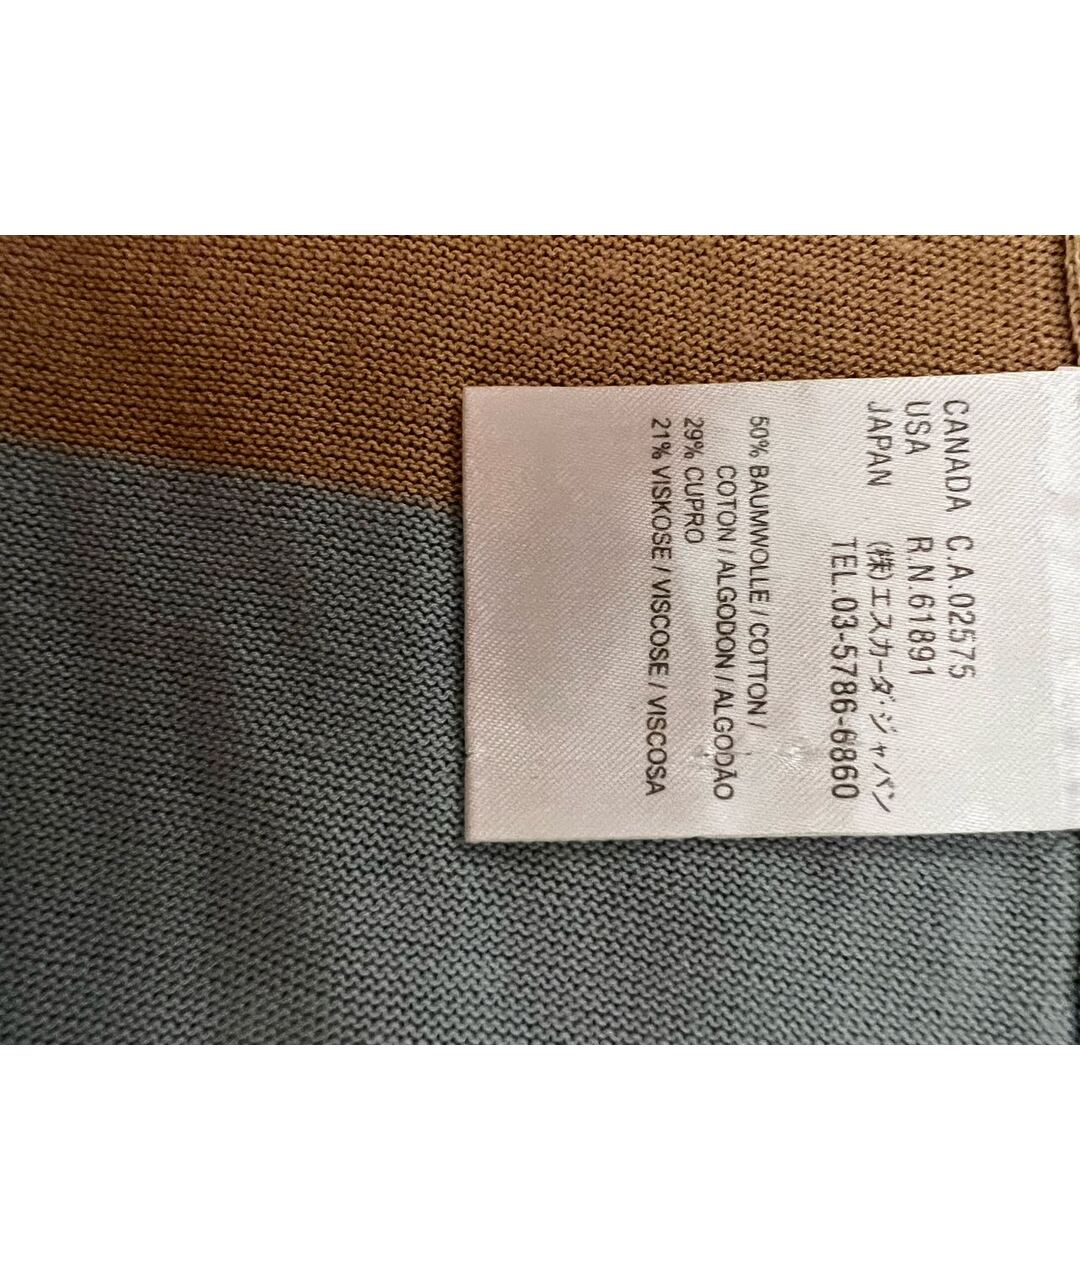 CANADA C.A.02575
USA R.N.61891
JAPAN (株)エスカーダ・ジャパン
TEL.03-5786-6860
50% BAUMWOLLE / COTTON /
COTON / ALGODON / ALGODÃO
29% CUPRO
21% VISKOSE / VISCOSE / VISCOSA